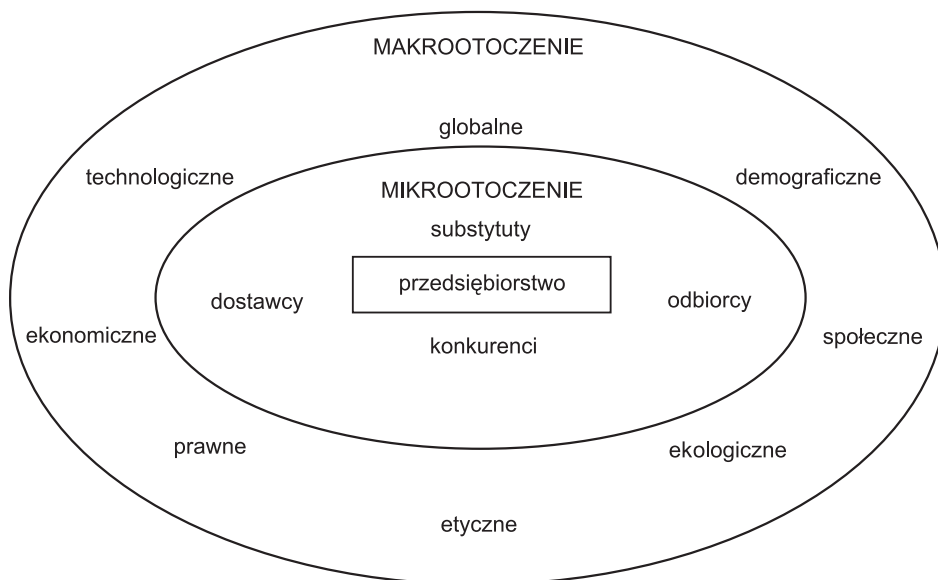 MAKROOTOCZENIE
globalne
technologiczne
demograficzne
MIKROOTOCZENIE
substytuty
przedsiębiorstwo
dostawcy
odbiorcy
ekonomiczne
społeczne
konkurenci
prawne
ekologiczne
etyczne